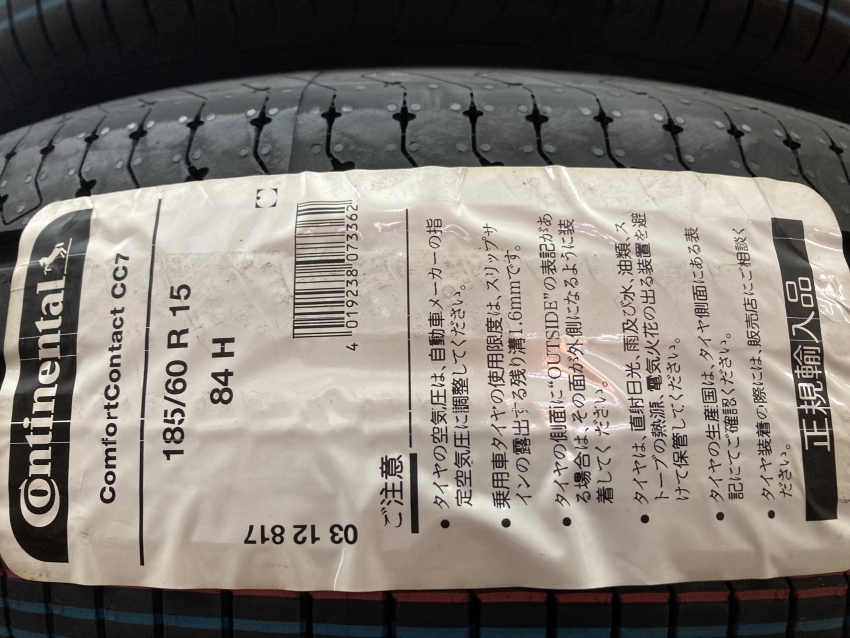 Continental
ComfortContact CC7
185/60 R 15
84 H
4 019238 073362
03 12 817
ご注意
● タイヤの空気圧は、自動車メーカーの指
定空気圧に調整してください。
● 乗用車タイヤの使用限度は、スリップサ
インの露出する残り溝1.6mmです。
● タイヤの側面に“OUTSIDE”の表記があ
る場合は、その面が外側になるように装
着してください。
● タイヤは、直射日光、雨及び水、油類、ス
トーブの熱源、電気火花の出る装置を避
けて保管してください。
● タイヤの生産国は、タイヤ側面にある表
記にてご確認ください。
● タイヤ装着の際には、販売店にご相談く
ださい。
正規輸入品